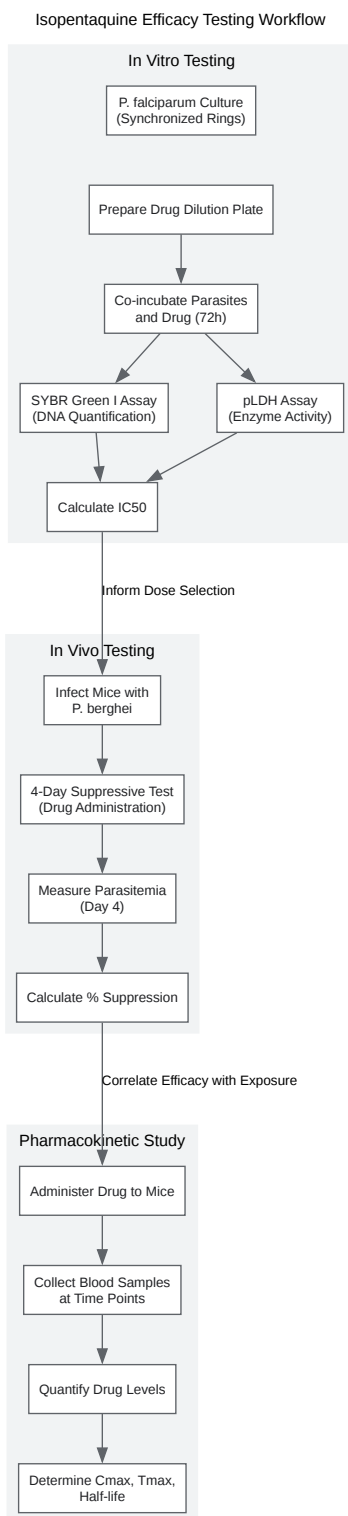 Isopentaquine Efficacy Testing Workflow
In Vitro Testing
P. falciparum Culture
(Synchronized Rings)
Prepare Drug Dilution Plate
Co-incubate Parasites
and Drug (72h)
SYBR Green I Assay
(DNA Quantification)
pLDH Assay
(Enzyme Activity)
Calculate IC50
Inform Dose Selection
In Vivo Testing
Infect Mice with
P. berghei
4-Day Suppressive Test
(Drug Administration)
Measure Parasitemia
(Day 4)
Calculate % Suppression
Correlate Efficacy with Exposure
Pharmacokinetic Study
Administer Drug to Mice
Collect Blood Samples
at Time Points
Quantify Drug Levels
Determine Cmax, Tmax,
Half-life